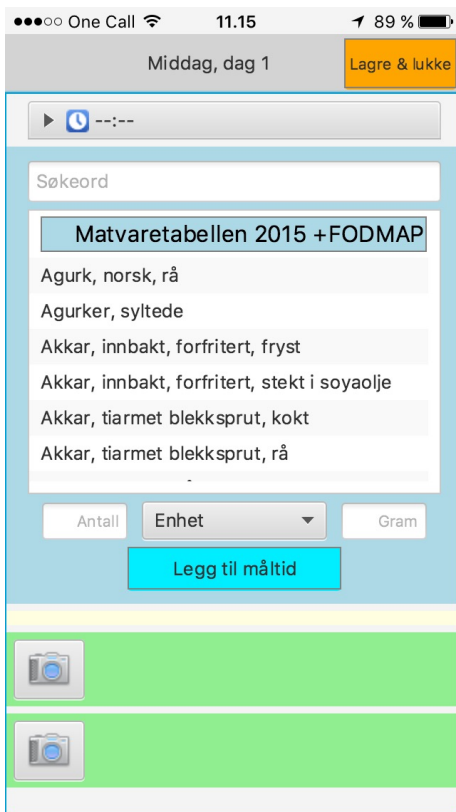 One Call 11.15 89 %
Middag, dag 1 Lagre & lukke
--:--
Søkeord
Matvaretabellen 2015 +FODMAP
Agurk, norsk, rå
Agurker, syltede
Akkar, innbakt, forfritert, fryst
Akkar, innbakt, forfritert, stekt i soyaolje
Akkar, tiarmet blekksprut, kokt
Akkar, tiarmet blekksprut, rå
Antall Enhet Gram
Legg til måltid